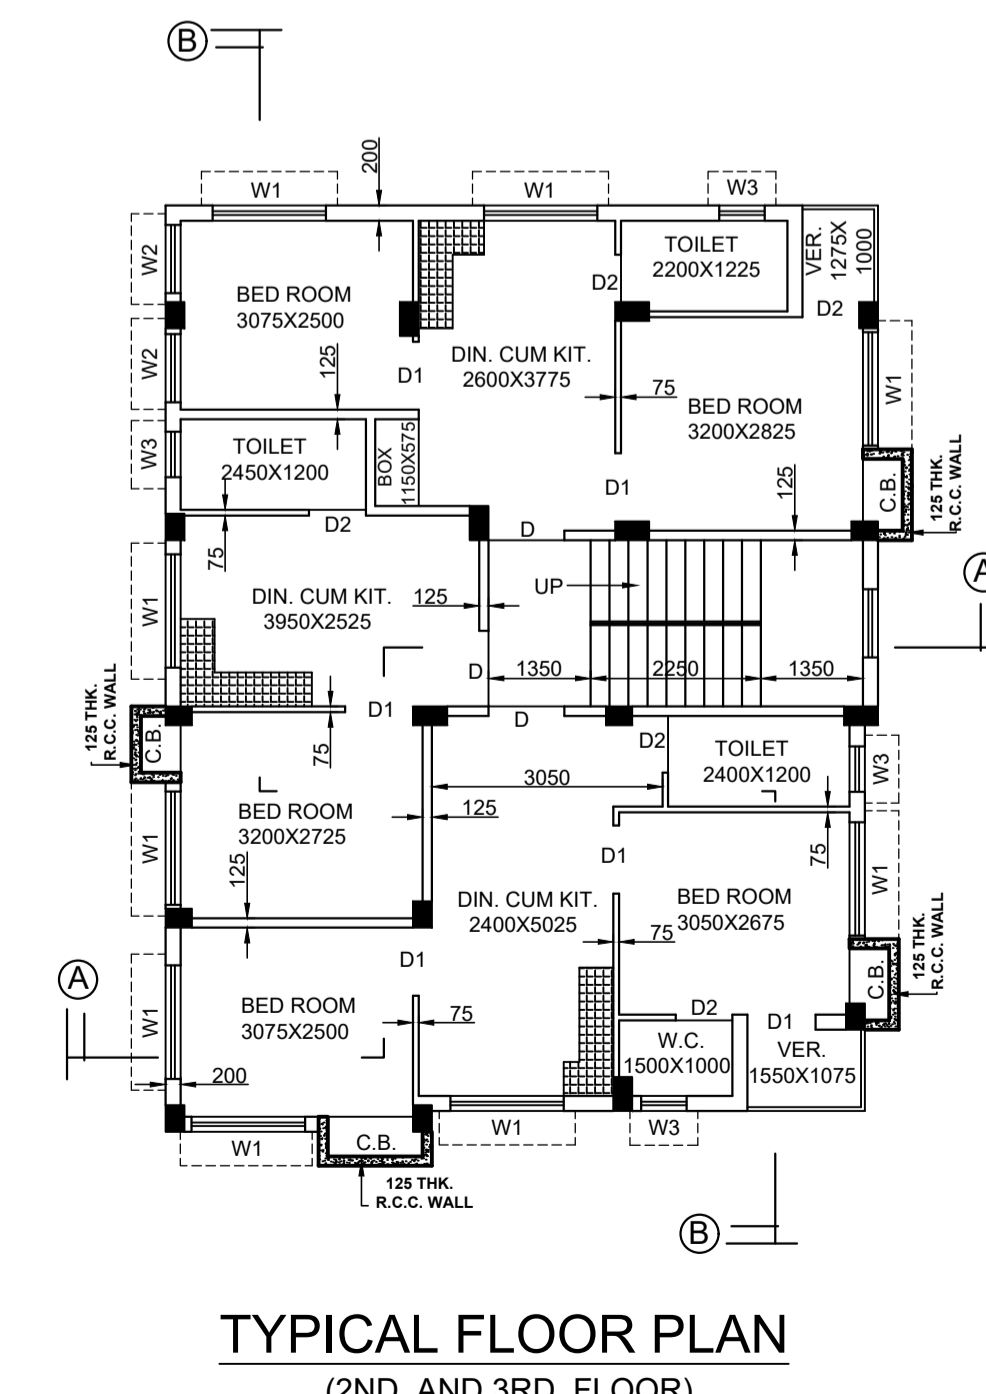 B
200
W1
W1
W3
W2
TOILET
2200X1225
VER.
1275X
1000
D2
D2
BED ROOM
3075X2500
W2
125
D1
DIN. CUM KIT.
2600X3775
75
BED ROOM
3200X2825
W1
W3
TOILET
2450X1200
BOX
1150X575
D1
125
C.B.
125 THK.
R.C.C. WALL
D2
75
D
UP
A
W1
DIN. CUM KIT.
3950X2525
125
D
1350
2250
1350
125 THK.
R.C.C. WALL
C.B.
D1
75
D
D2
TOILET
2400X1200
W3
3050
BED ROOM
3200X2725
125
W1
125
D1
75
W1
DIN. CUM KIT.
2400X5025
BED ROOM
3050X2675
75
125 THK.
R.C.C. WALL
C.B.
A
D1
W1
BED ROOM
3075X2500
75
D2
D1
W.C.
1500X1000
VER.
1550X1075
200
W1
C.B.
W1
W3
125 THK.
R.C.C. WALL
B
TYPICAL FLOOR PLAN
(2ND. AND 3RD. FLOOR)